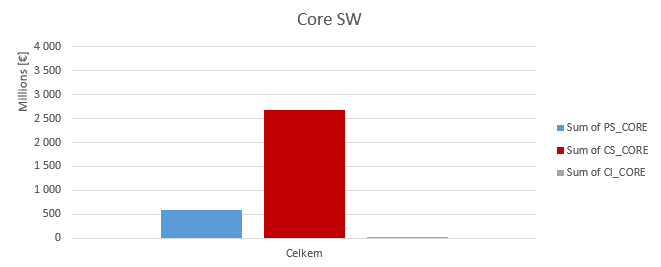 Core SW
Millions [€]
4 000
3 500
3 000
2 500
2 000
1 500
1 000
500
0
Celkem
Sum of PS_CORE
Sum of CS_CORE
Sum of CI_CORE